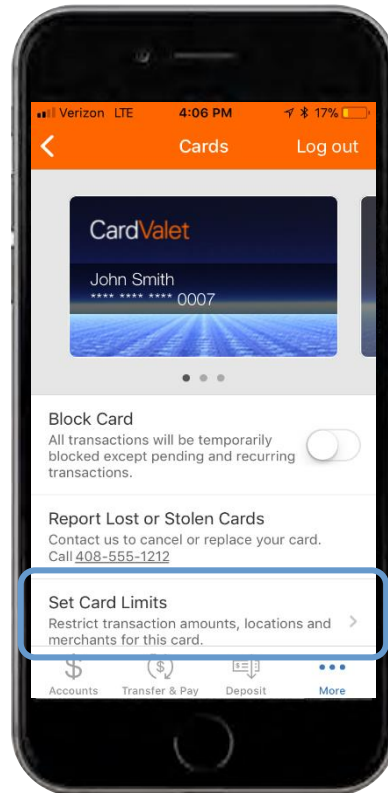 Verizon LTE 4:06 PM 17%
Cards Log out
CardValet
John Smith
**** **** **** 0007
Block Card
All transactions will be temporarily
blocked except pending and recurring
transactions.
Report Lost or Stolen Cards
Contact us to cancel or replace your card.
Call 408-555-1212
Set Card Limits
Restrict transaction amounts, locations and
merchants for this card.
Accounts Transfer & Pay Deposit More